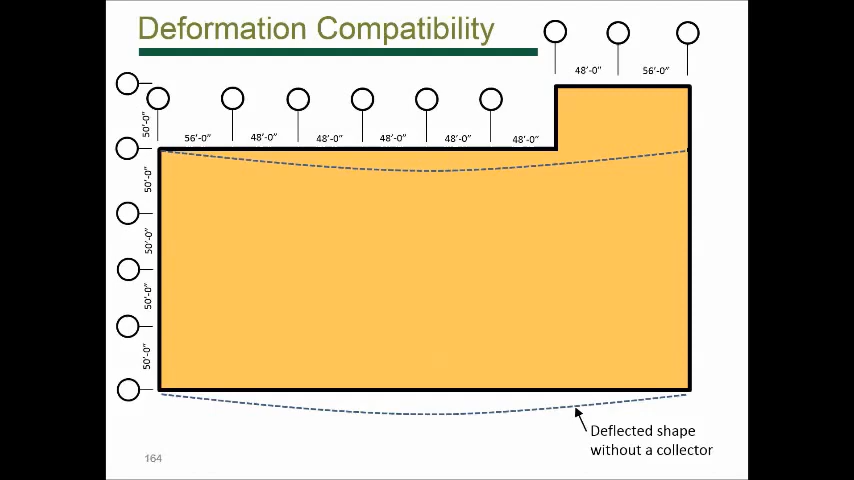 Deformation Compatibility
48'-0" 56'-0"
56'-0" 48'-0" 48'-0" 48'-0" 48'-0" 48'-0"
50'-0"
50'-0"
50'-0"
50'-0"
50'-0"
Deflected shape
without a collector
164